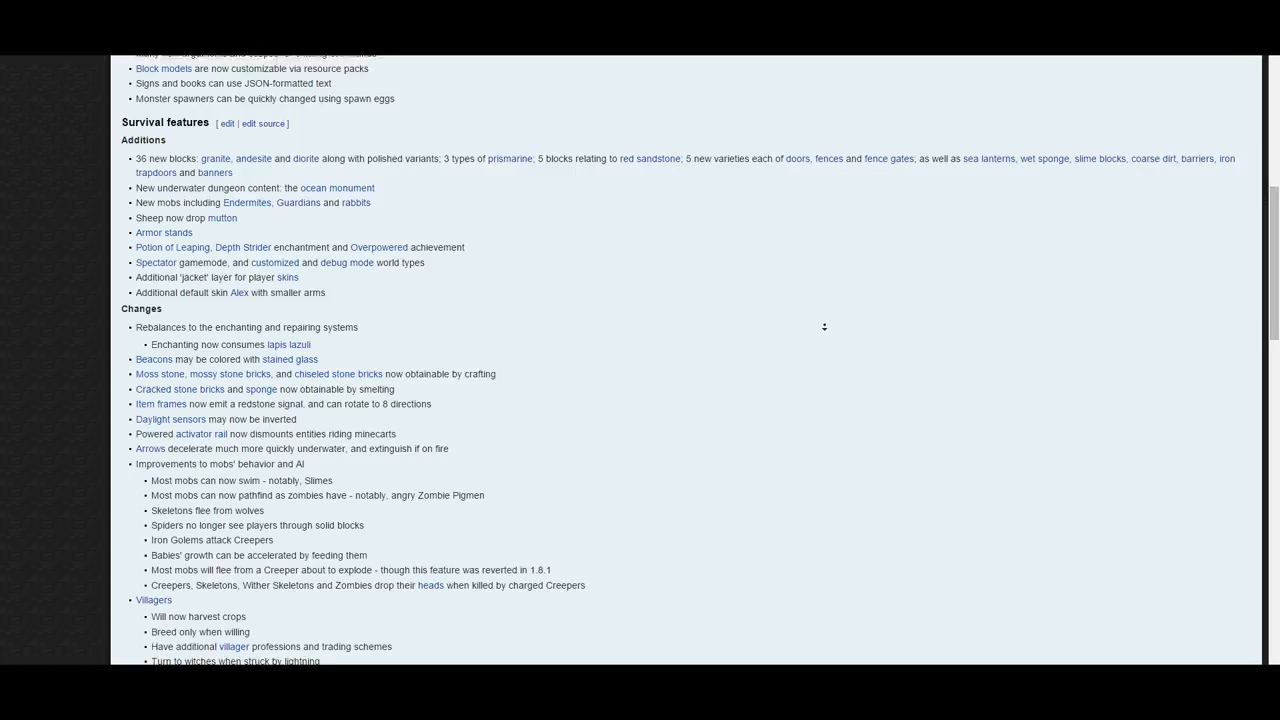 Block models are now customizable via resource packs
Signs and books can use JSON-formatted text
Monster spawners can be quickly changed using spawn eggs
Survival features [ edit | edit source ]
Additions
36 new blocks: granite, andesite and diorite along with polished variants; 3 types of prismarine; 5 blocks relating to red sandstone; 5 new varieties each of doors, fences and fence gates; as well as sea lanterns, wet sponge, slime blocks, coarse dirt, barriers, iron
trapdoors and banners
New underwater dungeon content: the ocean monument
New mobs including Endermites, Guardians and rabbits
Sheep now drop mutton
Armor stands
Potion of Leaping, Depth Strider enchantment and Overpowered achievement
Spectator gamemode, and customized and debug mode world types
Additional 'jacket' layer for player skins
Additional default skin Alex with smaller arms
Changes
Rebalances to the enchanting and repairing systems
Enchanting now consumes lapis lazuli
Beacons may be colored with stained glass
Moss stone, mossy stone bricks, and chiseled stone bricks now obtainable by crafting
Cracked stone bricks and sponge now obtainable by smelting
Item frames now emit a redstone signal, and can rotate to 8 directions
Daylight sensors may now be inverted
Powered activator rail now dismounts entities riding minecarts
Arrows decelerate much more quickly underwater, and extinguish if on fire
Improvements to mobs' behavior and AI
Most mobs can now swim - notably, Slimes
Most mobs can now pathfind as zombies have - notably, angry Zombie Pigmen
Skeletons flee from wolves
Spiders no longer see players through solid blocks
Iron Golems attack Creepers
Babies' growth can be accelerated by feeding them
Most mobs will flee from a Creeper about to explode - though this feature was reverted in 1.8.1
Creepers, Skeletons, Wither Skeletons and Zombies drop their heads when killed by charged Creepers
Villagers
Will now harvest crops
Breed only when willing
Have additional villager professions and trading schemes
Turn to witches when struck by lightning